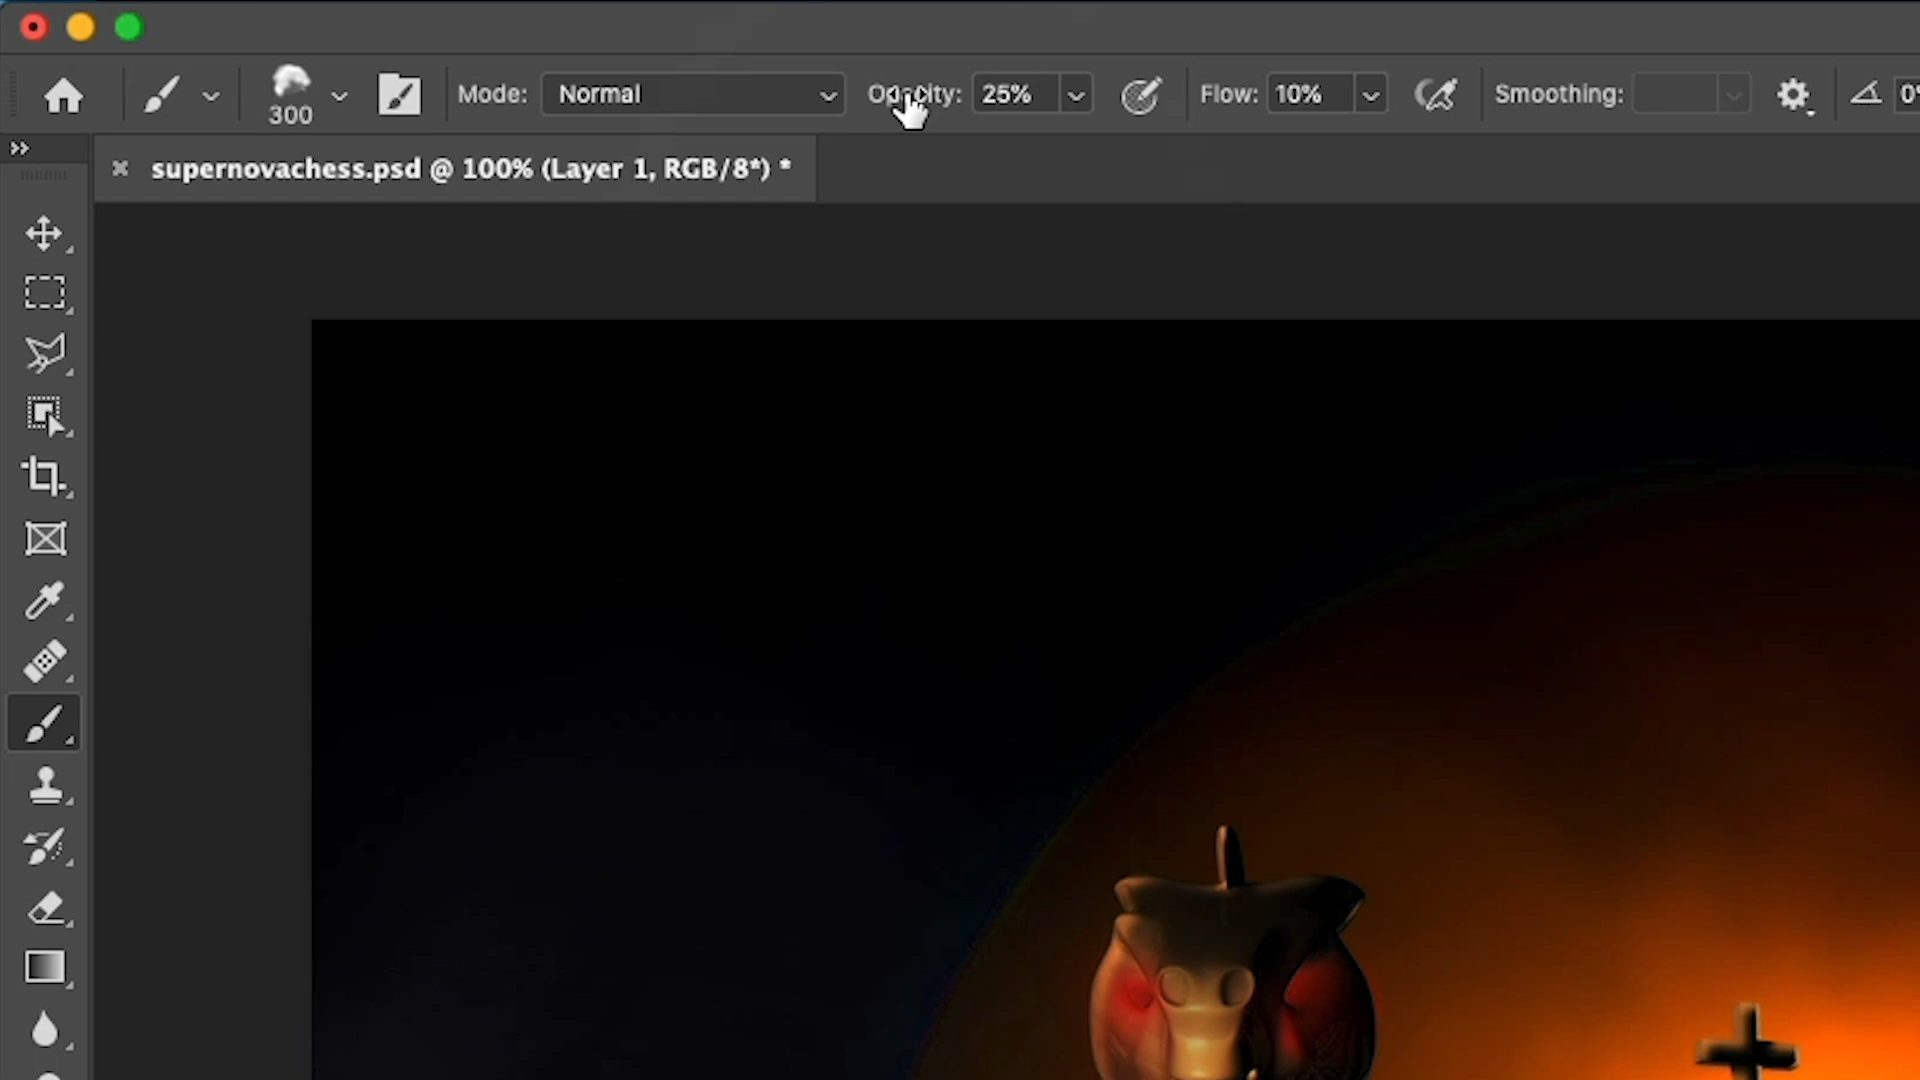 300 Mode: Normal Opacity: 25% Flow: 10% Smoothing: 0°
supernovachess.psd @ 100% (Layer 1, RGB/8*) *